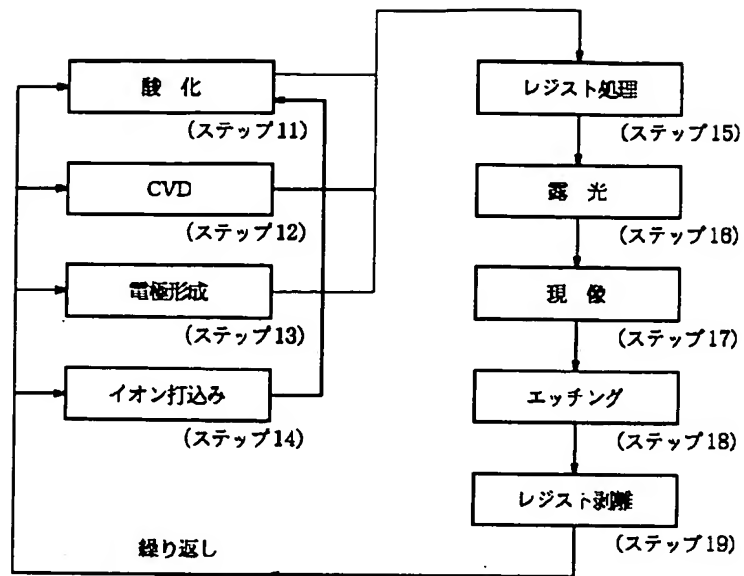 酸 化
(ステップ11)
CVD
(ステップ12)
電極形成
(ステップ13)
イオン打込み
(ステップ14)
レジスト処理
(ステップ15)
露 光
(ステップ16)
現 像
(ステップ17)
エッチング
(ステップ18)
レジスト剥離
(ステップ19)
繰り返し